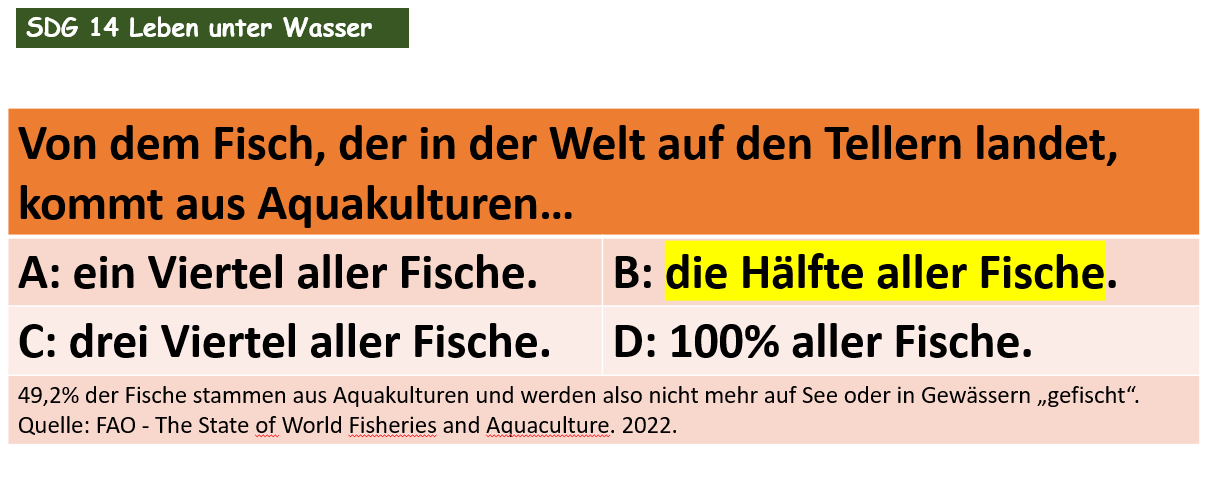 SDG 14 Leben unter Wasser
Von dem Fisch, der in der Welt auf den Tellern landet,
kommt aus Aquakulturen…
A: ein Viertel aller Fische.
B: die Hälfte aller Fische.
C: drei Viertel aller Fische.
D: 100% aller Fische.
49,2% der Fische stammen aus Aquakulturen und werden also nicht mehr auf See oder in Gewässern „gefischt“.
Quelle: FAO - The State of World Fisheries and Aquaculture. 2022.